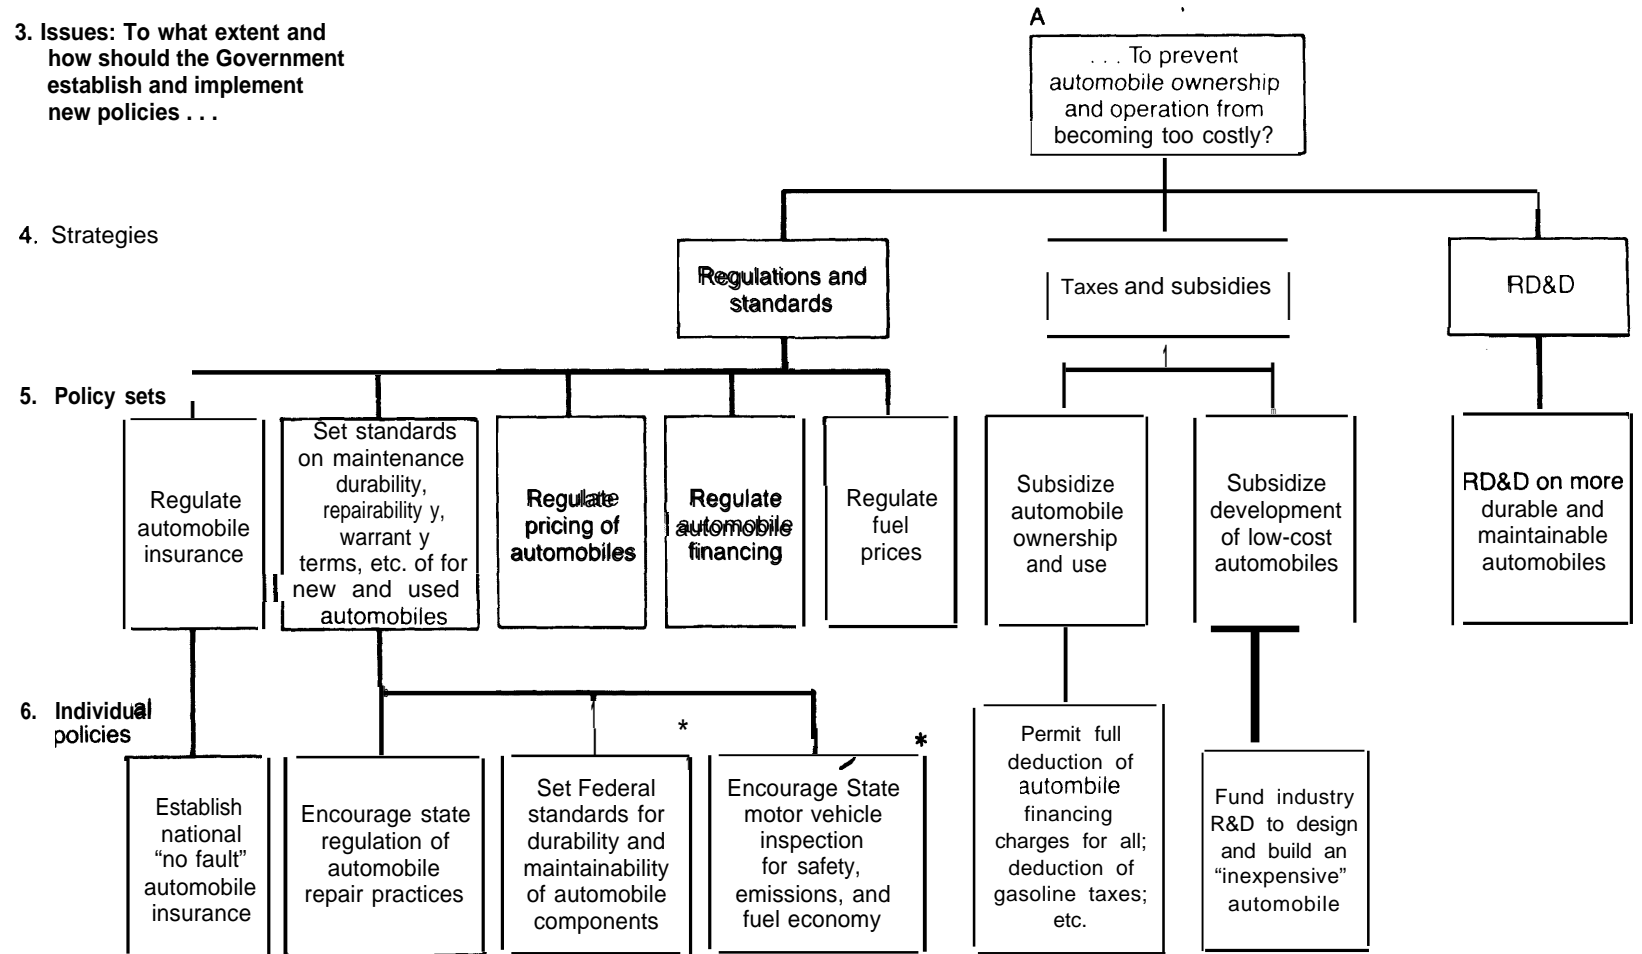 3. Issues: To what extent and
how should the Government
establish and implement
new policies . . .
A
. . . To prevent
automobile ownership
and operation from
becoming too costly?
4. Strategies
Regulations and
standards
Taxes and subsidies
RD&D
5. Policy sets
Regulate
automobile
insurance
Set standards
on maintenance
durability,
repairability y,
warrant y
terms, etc. of for
new and used
automobiles
Regulate
pricing of
automobiles
Regulate
automobile
financing
Regulate
fuel
prices
Subsidize
automobile
ownership
and use
Subsidize
development
of low-cost
automobiles
RD&D on more
durable and
maintainable
automobiles
6. Individual
policies
Establish
national
“no fault”
automobile
insurance
Encourage state
regulation of
automobile
repair practices
*
Set Federal
standards for
durability and
maintainability
of automobile
components
*
Encourage State
motor vehicle
inspection
for safety,
emissions, and
fuel economy
Permit full
deduction of
autombile
financing
charges for all;
deduction of
gasoline taxes;
etc.
Fund industry
R&D to design
and build an
“inexpensive”
automobile